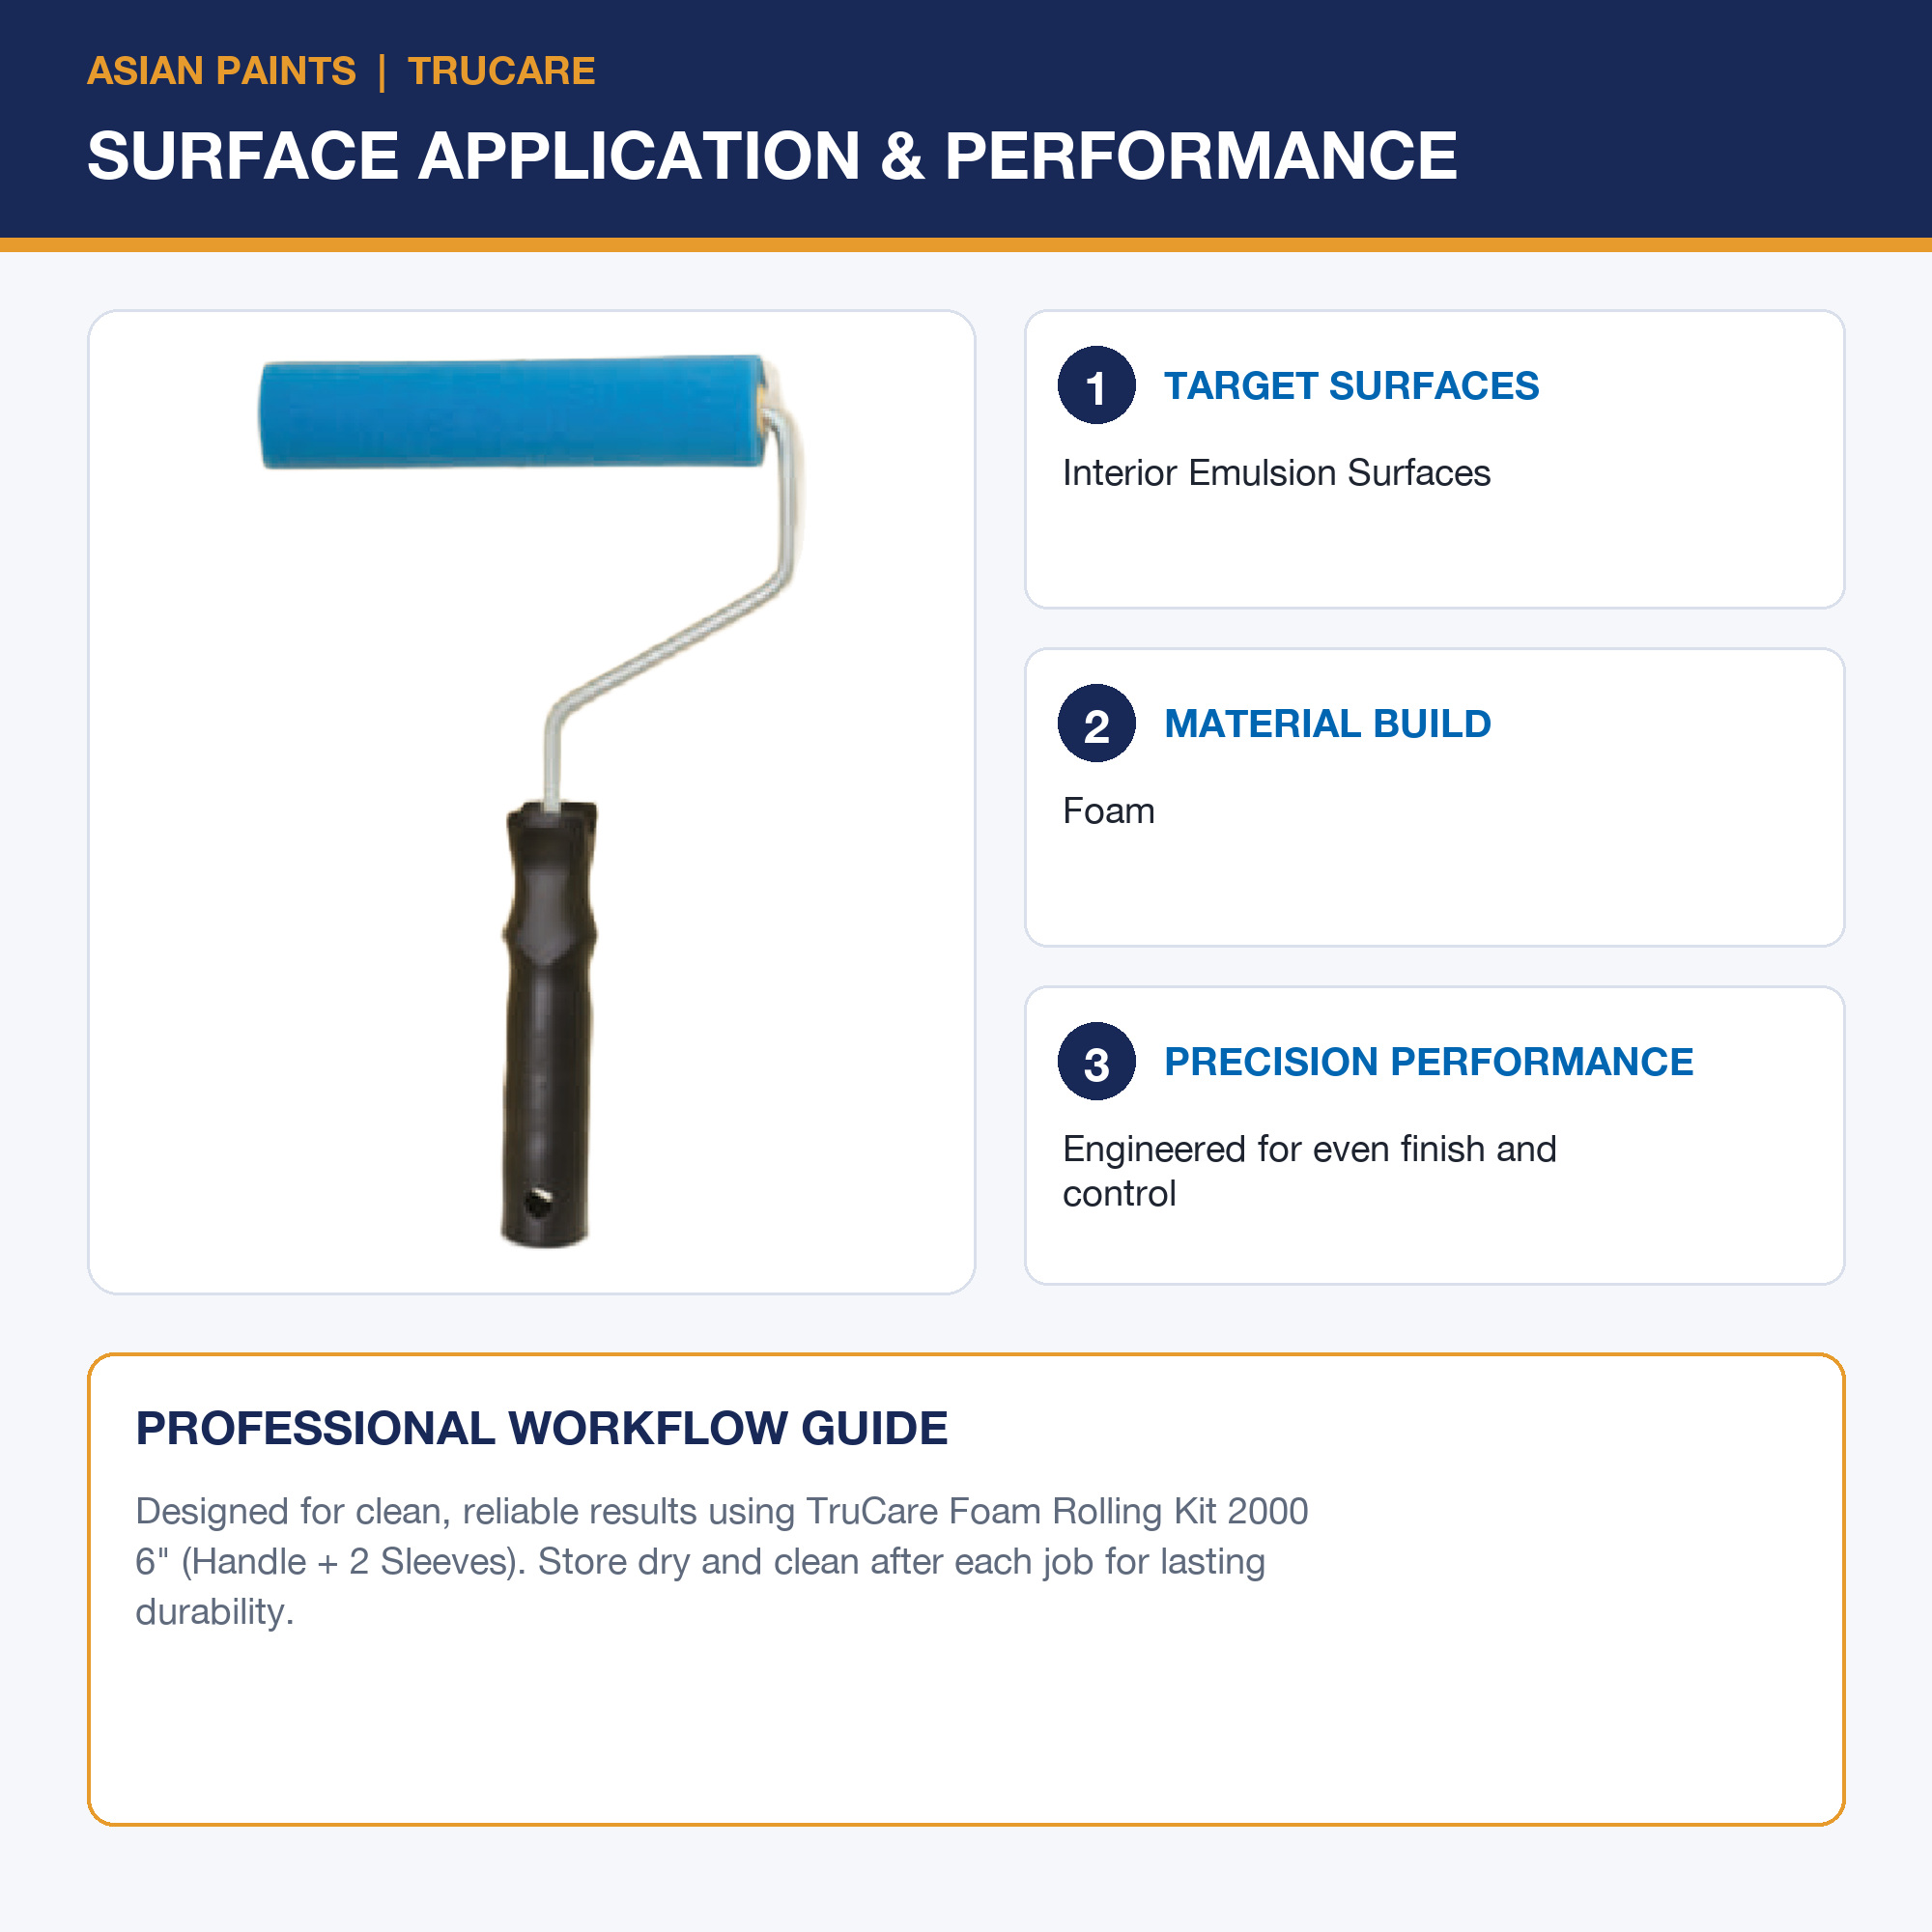 ASIAN PAINTS | TRUCARE
SURFACE APPLICATION & PERFORMANCE
1 TARGET SURFACES
Interior Emulsion Surfaces
2 MATERIAL BUILD
Foam
3 PRECISION PERFORMANCE
Engineered for even finish and
control
PROFESSIONAL WORKFLOW GUIDE
Designed for clean, reliable results using TruCare Foam Rolling Kit 2000
6" (Handle + 2 Sleeves). Store dry and clean after each job for lasting
durability.